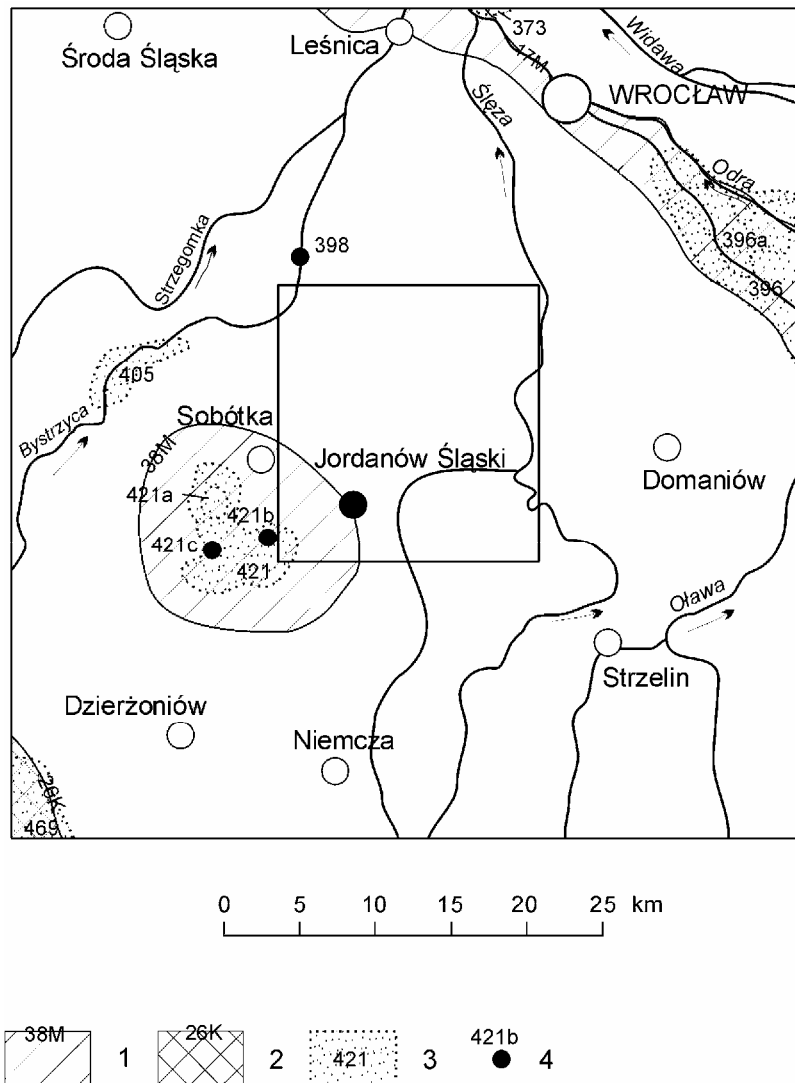 373
Widawa
Leśnica
Środa Śląska
17M
WROCŁAW
Ślęza
Odra
Strzegomka
398
396a
396
405
Bystrzyca
Sobótka
38M
Jordanów Śląski
Domaniów
421a
421b
421c
421
Oława
Strzelin
Dzierżoniów
Niemcza
26K
469
0 5 10 15 20 25 km
38M 1 26K 2 421 3 421b 4